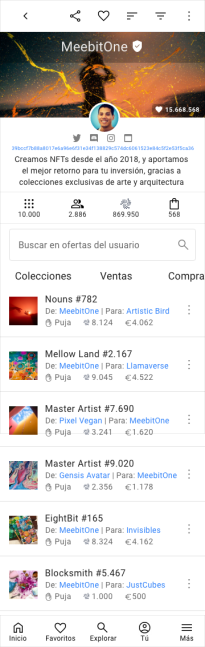 MeebitOne
15.668.568
Creamos NFTs desde el año 2018, y aportamos
el mejor retorno para tu inversión, gracias a
colecciones exclusivas de arte y arquitectura
10.000 2.886 869.950 568
Buscar en ofertas del usuario
Colecciones Ventas Compra
Nouns #782
De: MeebitOne | Para: Artistic Bird
Puja 8.124 €4.062
Mellow Land #2.167
De: MeebitOne | Para: Llamaverse
Puja 9.045 €4.522
Master Artist #7.690
De: Pixel Vegan | Para: MeebitOne
Puja 3.241 €1.620
Master Artist #9.020
De: Gensis Avatar | Para: MeebitOne
Puja 2.356 €1.178
EightBit #165
De: MeebitOne | Para: Invisibles
Puja 8.324 €4.162
Blocksmith #5.467
De: MeebitOne | Para: JustCubes
Puja 1.000 €500
Inicio Favoritos Explorar Tú Más